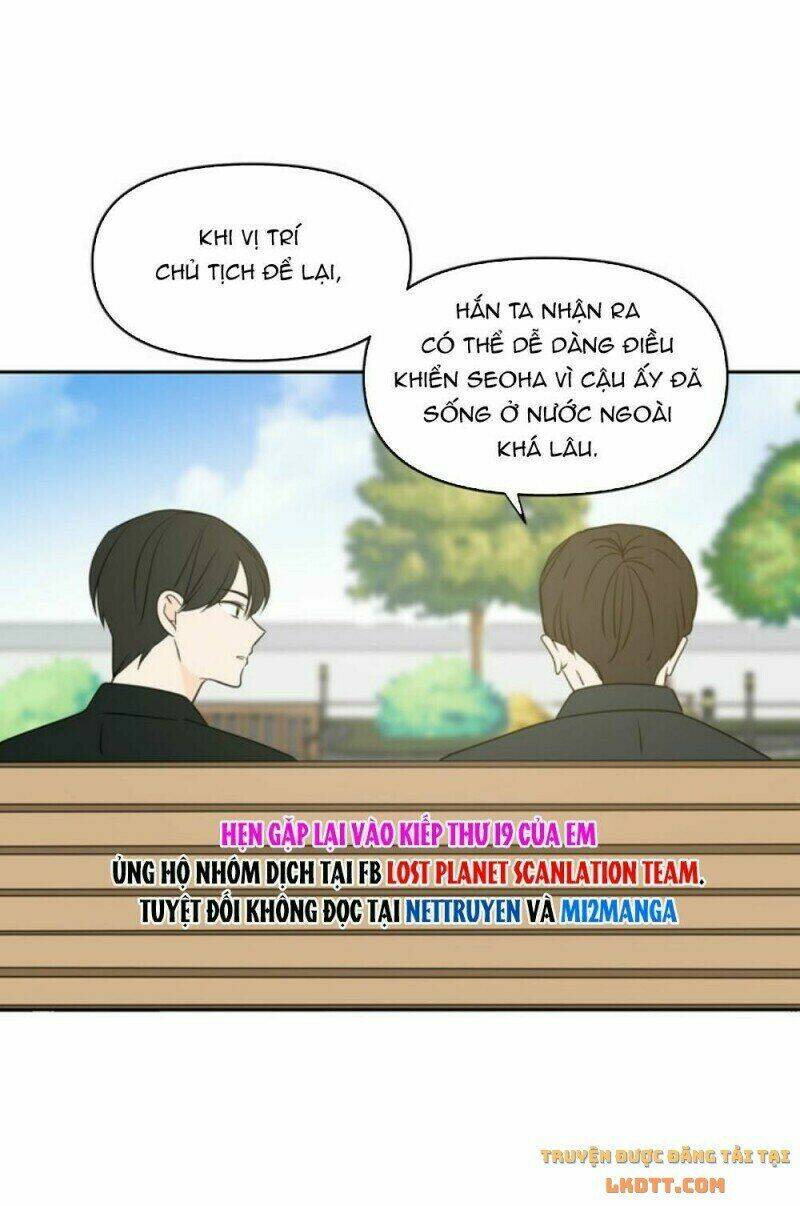 KHI VỊ TRÍ
CHỦ TỊCH ĐỂ LẠI,
HẮN TA NHẬN RA
CÓ THỂ DỄ DÀNG ĐIỀU
KHIỂN SEOHA VÌ CẬU ẤY ĐÃ
SỐNG Ở NƯỚC NGOÀI
KHÁ LÂU.
HẸN GẶP LẠI VÀO KIẾP THƯ 19 CỦA EM
ỦNG HỘ NHÓM DỊCH TẠI FB LOST PLANET SCANLATION TEAM.
TUYỆT ĐỐI KHÔNG ĐỌC TẠI NETTRUYEN VÀ MI2MANGA
TRUYỆN ĐƯỢC ĐĂNG TẢI TẠI
LKDTT.COM